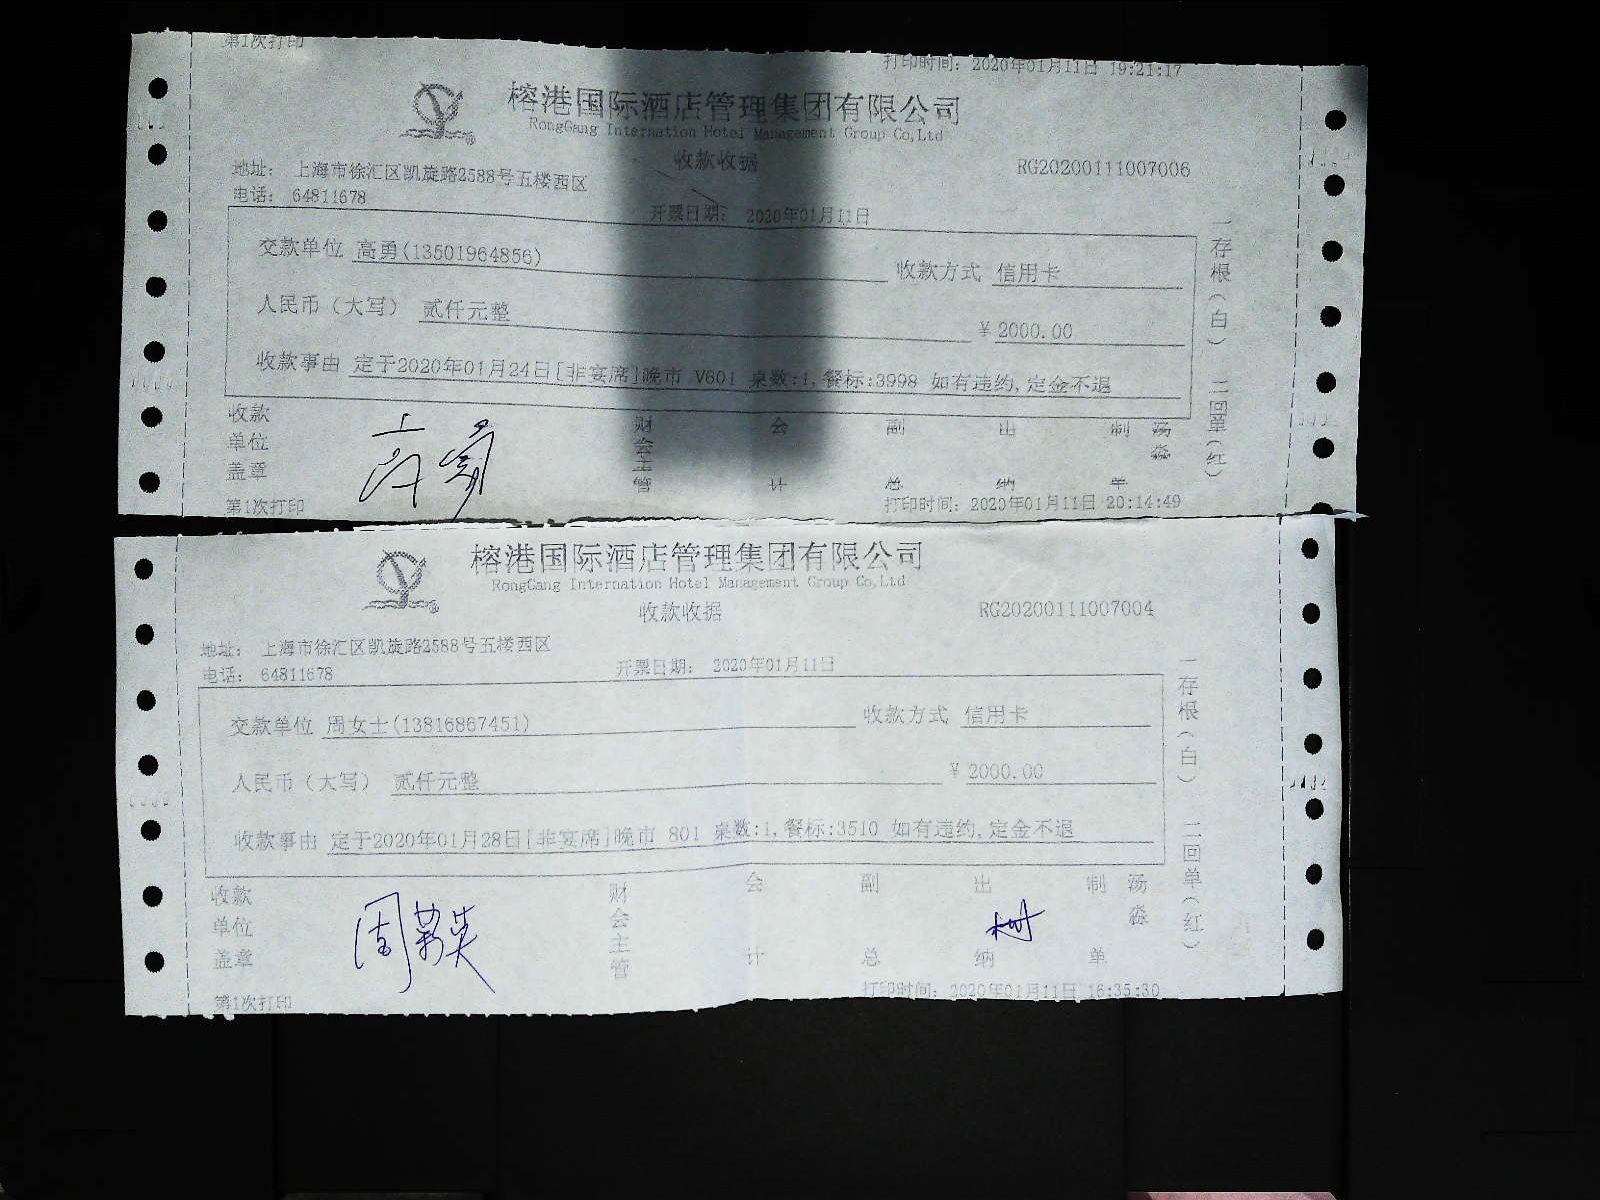 第1次打印
打印时间：2020年01月11日 19:21:17
榕港国际酒店管理集团有限公司
RongGang Internation Hotel Management Group Co,Ltd
收款收据
RG20200111007006
地址： 上海市徐汇区凯旋路2588号五楼西区
电话： 64811678
开票日期： 2020年01月11日
交款单位 高勇(13501964856) 收款方式 信用卡
人民币（大写） 贰仟元整 ￥2000.00
收款事由 定于2020年01月24日[非宴席]晚市 V601 桌数:1,餐标:3998 如有违约,定金不退
一存根（白） 二回单（红）
收款单位盖章 高勇 财会主管 会计 副总 出纳 制单 汤淼
第1次打印
打印时间：2020年01月11日 20:14:49
榕港国际酒店管理集团有限公司
RongGang Internation Hotel Management Group Co,Ltd
收款收据
RG20200111007004
地址： 上海市徐汇区凯旋路2588号五楼西区
电话： 64811678
开票日期： 2020年01月11日
交款单位 周女士(13816867451) 收款方式 信用卡
人民币（大写） 贰仟元整 ￥2000.00
收款事由 定于2020年01月28日[非宴席]晚市 801 桌数:1,餐标:3510 如有违约,定金不退
一存根（白） 二回单（红）
收款单位盖章 财会主管 会计 副总 出纳 制单 汤淼
第1次打印
打印时间：2020年01月11日 16:35:30